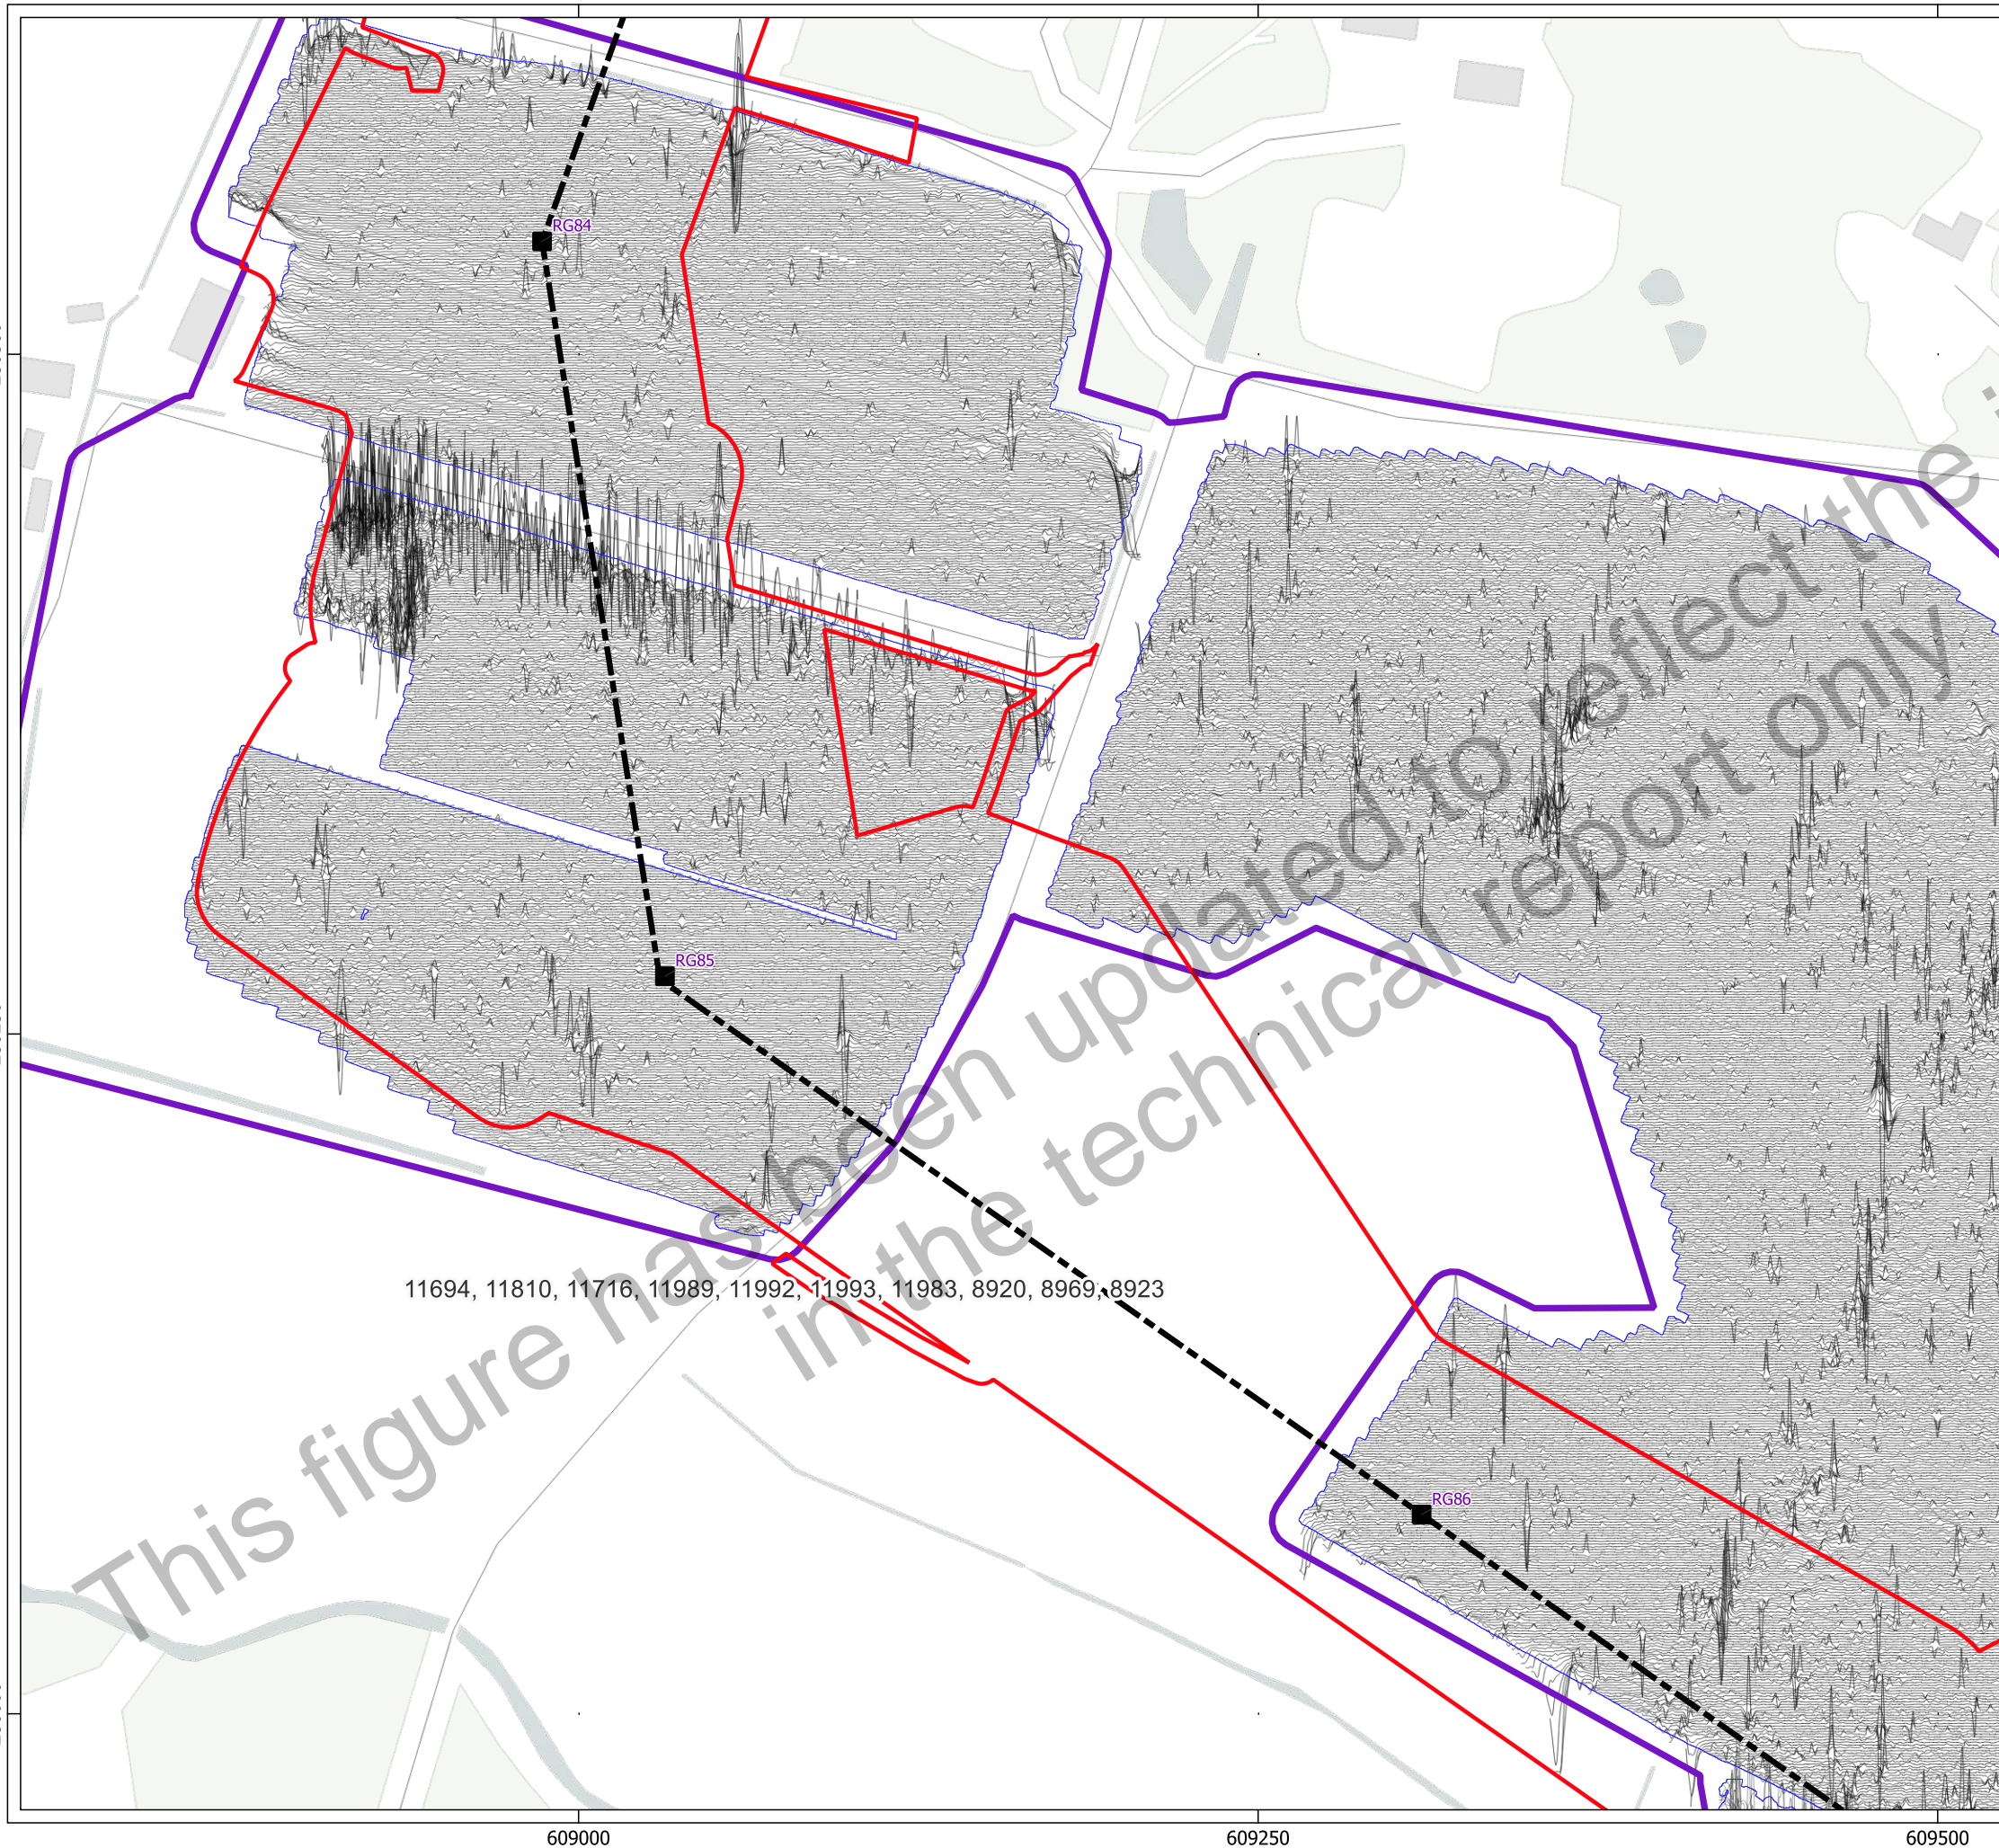 RG84
RG85
11694, 11810, 11716, 11989, 11992, 11993, 11983, 8920, 8969, 8923
RG86
This figure has been updated to reflect the
in the technical report only
609000
609250
609500